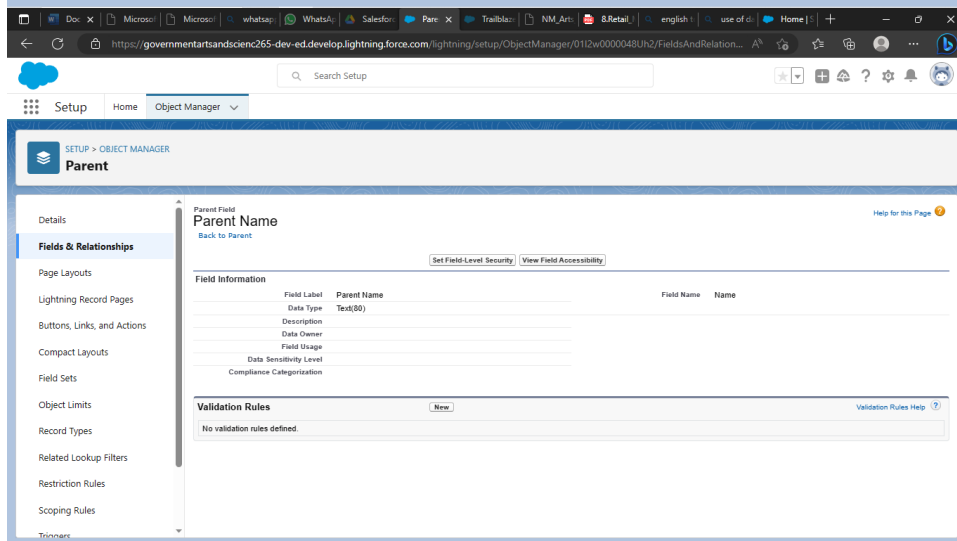 Doc
Microsof
Microsof
whatsap
WhatsAp
Salesforc
Pare
Trailblaz
NM_Arts
8.Retail_
english t
use of da
Home | S
https://governmentartsandscienc265-dev-ed.develop.lightning.force.com/lightning/setup/ObjectManager/01I2w0000048Uh2/FieldsAndRelation...
Search Setup
Setup Home Object Manager
SETUP > OBJECT MANAGER
Parent
Details
Fields & Relationships
Page Layouts
Lightning Record Pages
Buttons, Links, and Actions
Compact Layouts
Field Sets
Object Limits
Record Types
Related Lookup Filters
Restriction Rules
Scoping Rules
Triggers
Parent Field
Parent Name
Back to Parent
Help for this Page
Set Field-Level Security View Field Accessibility
Field Information
Field Label Parent Name Field Name Name
Data Type Text(80)
Description
Data Owner
Field Usage
Data Sensitivity Level
Compliance Categorization
Validation Rules New Validation Rules Help ?
No validation rules defined.